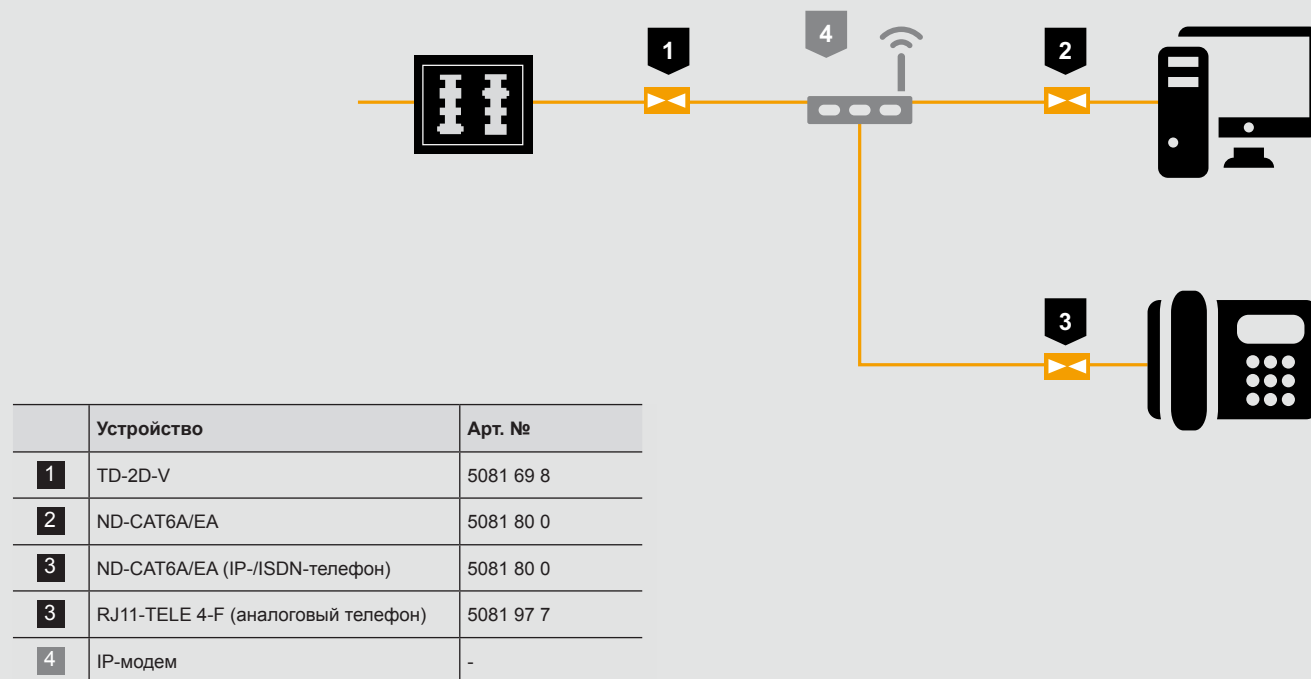 4
1
2
3
Устройство Арт. №
1 TD-2D-V 5081 69 8
2 ND-CAT6A/EA 5081 80 0
3 ND-CAT6A/EA (IP-/ISDN-телефон) 5081 80 0
3 RJ11-TELE 4-F (аналоговый телефон) 5081 97 7
4 IP-модем -